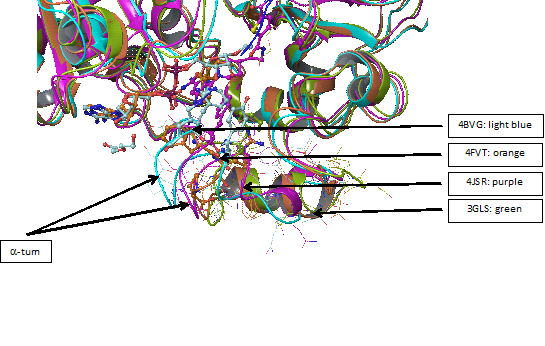 4BVG: light blue
4FVT: orange
4JSR: purple
3GLS: green
α-turn